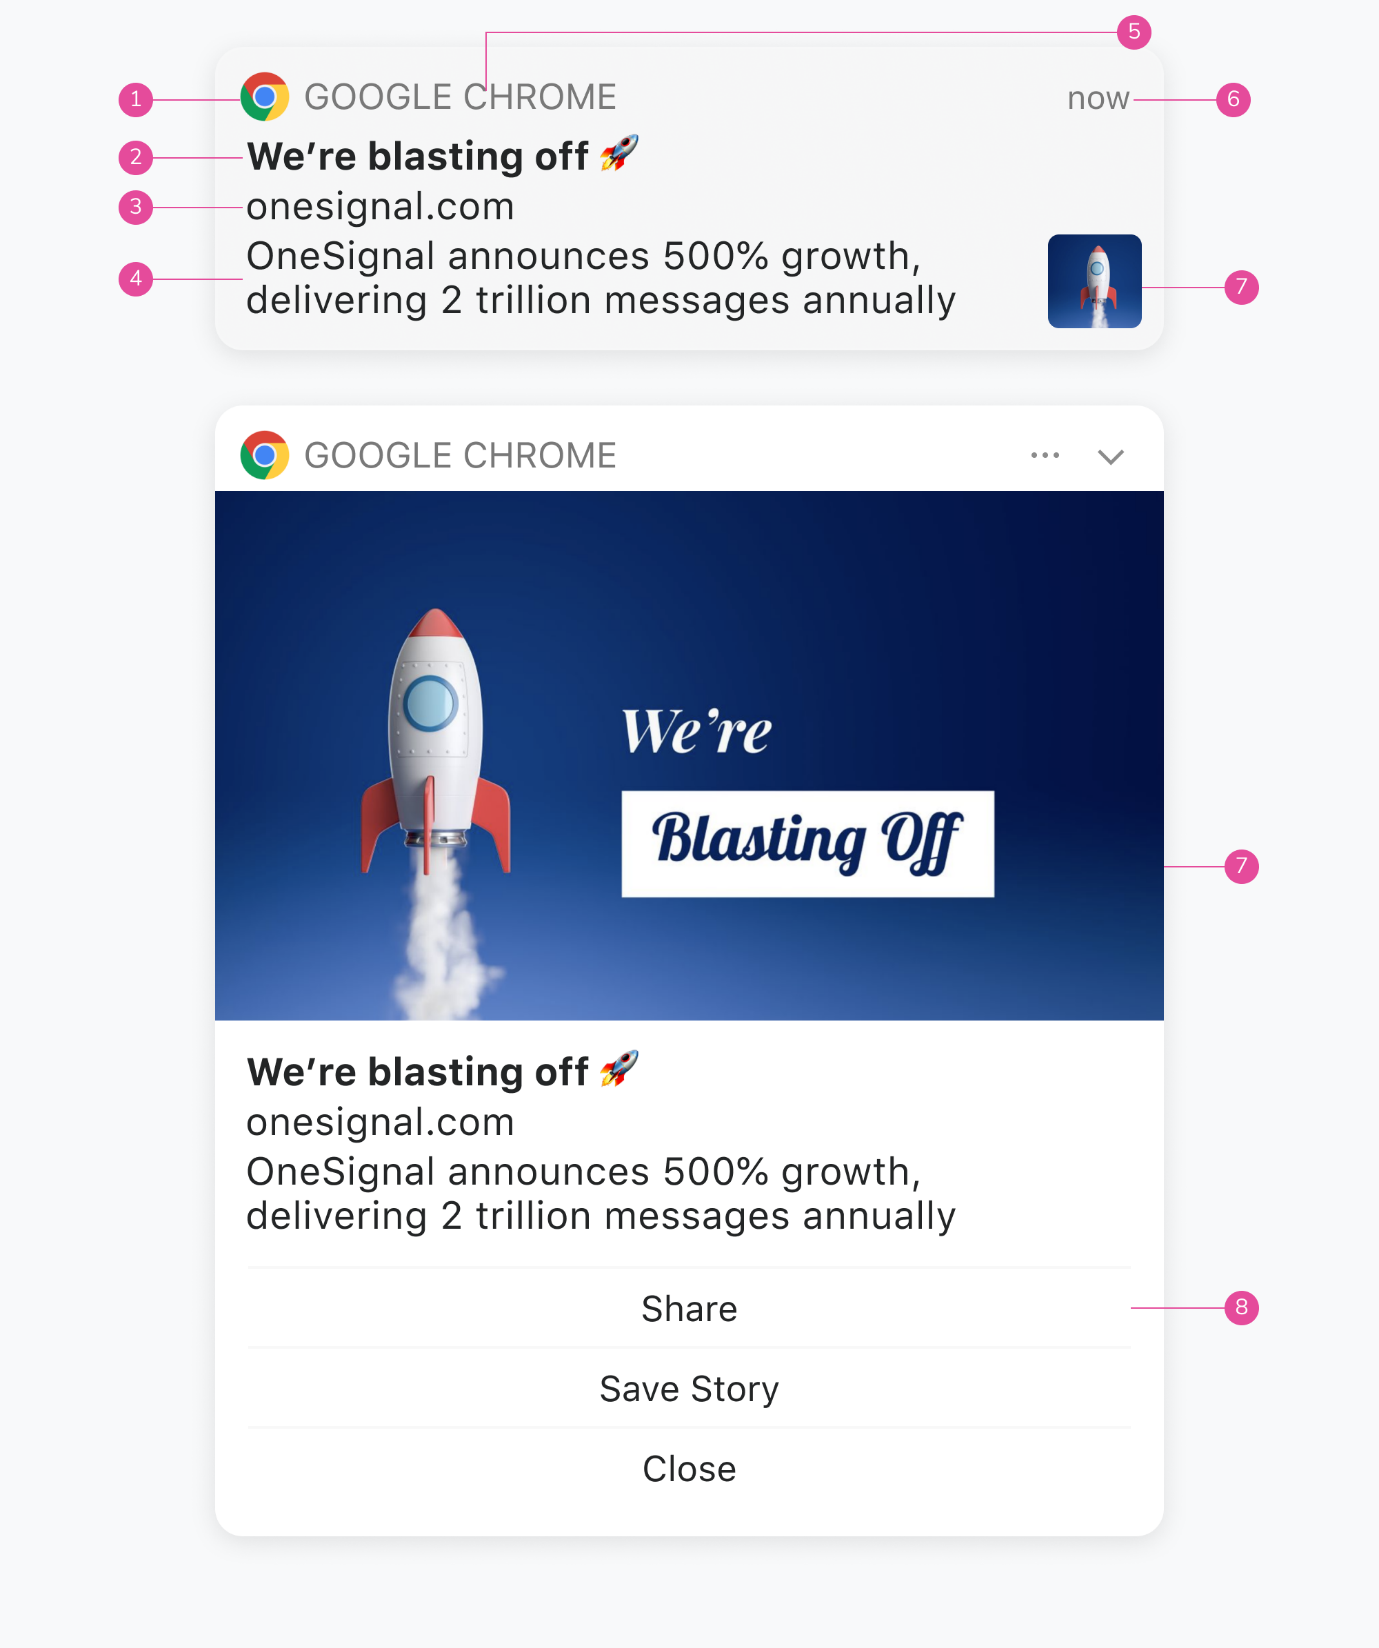 5
1 GOOGLE CHROME now 6
2 We’re blasting off 🚀
3 onesignal.com
4 OneSignal announces 500% growth,
delivering 2 trillion messages annually
7
GOOGLE CHROME
We’re
Blasting Off
7
We’re blasting off 🚀
onesignal.com
OneSignal announces 500% growth,
delivering 2 trillion messages annually
Share 8
Save Story
Close